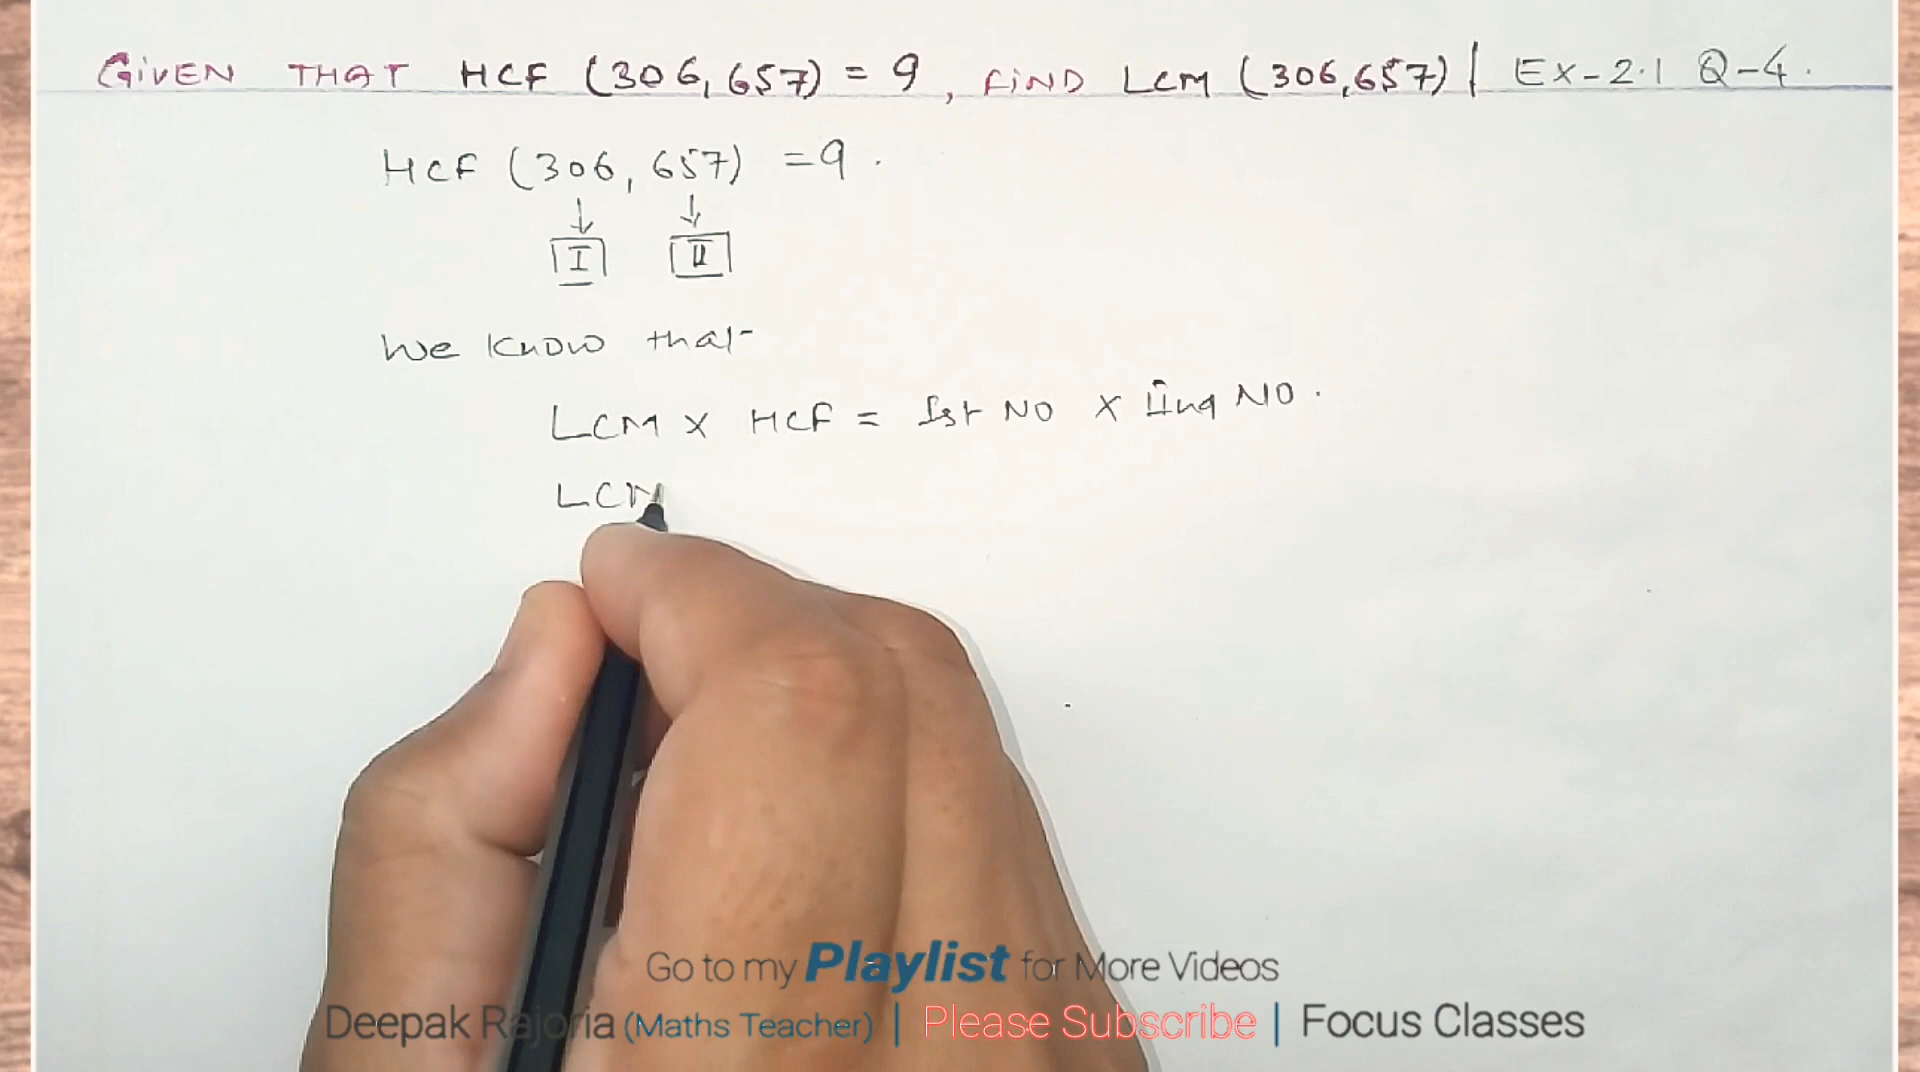 GiVEN THAT HCF (306,657) = 9, FiND LCM (306,657) | EX-2.1 Q-4.
HCF (306, 657) = 9.
↓ ↓
I II
We know that-
LCM x HCF = Ist NO x IInd NO.
LCM
Go to my Playlist for More Videos
Deepak Rajoria (Maths Teacher) | Please Subscribe | Focus Classes